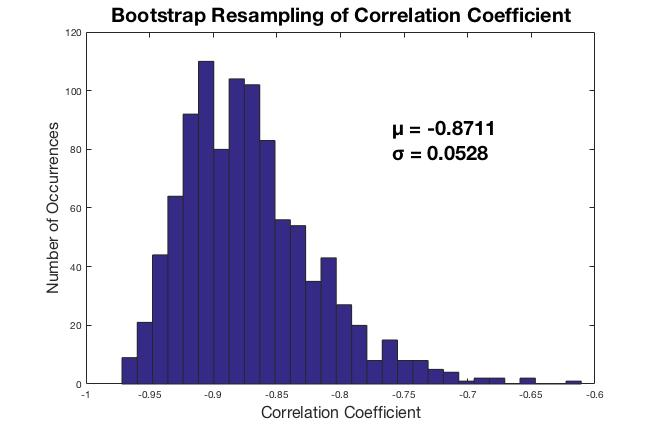 Bootstrap Resampling of Correlation Coefficient
120
100
80
60
40
20
0
Number of Occurrences
μ = -0.8711
σ = 0.0528
-1 -0.95 -0.9 -0.85 -0.8 -0.75 -0.7 -0.65 -0.6
Correlation Coefficient